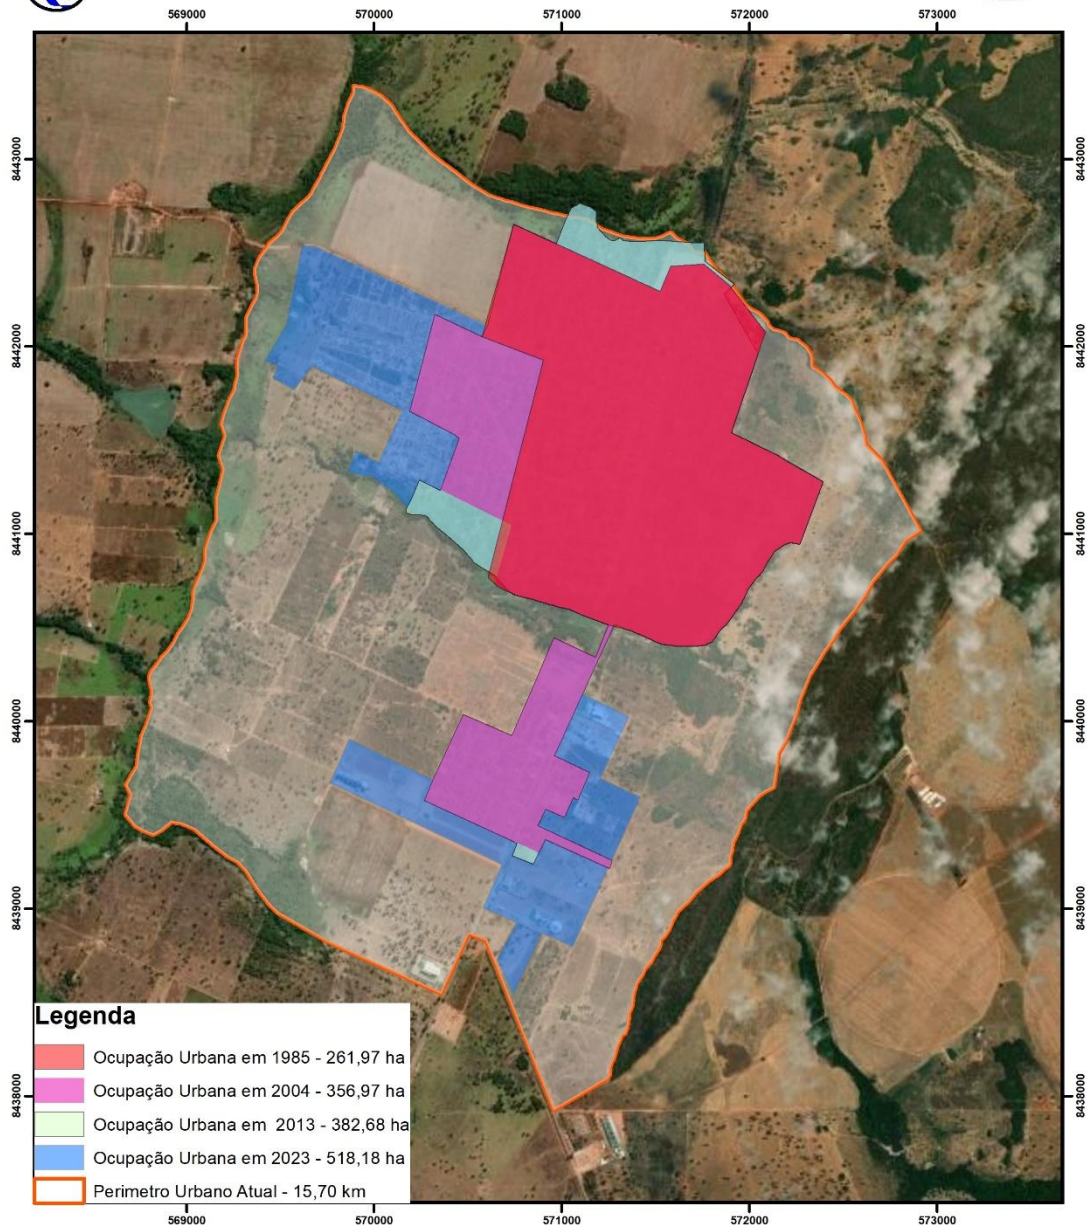 569000 570000 571000 572000 573000
8443000 8443000
8442000 8442000
8441000 8441000
8440000 8440000
8439000 8439000
8438000 8438000
Legenda
Ocupação Urbana em 1985 - 261,97 ha
Ocupação Urbana em 2004 - 356,97 ha
Ocupação Urbana em 2013 - 382,68 ha
Ocupação Urbana em 2023 - 518,18 ha
Perimetro Urbano Atual - 15,70 km
569000 570000 571000 572000 573000